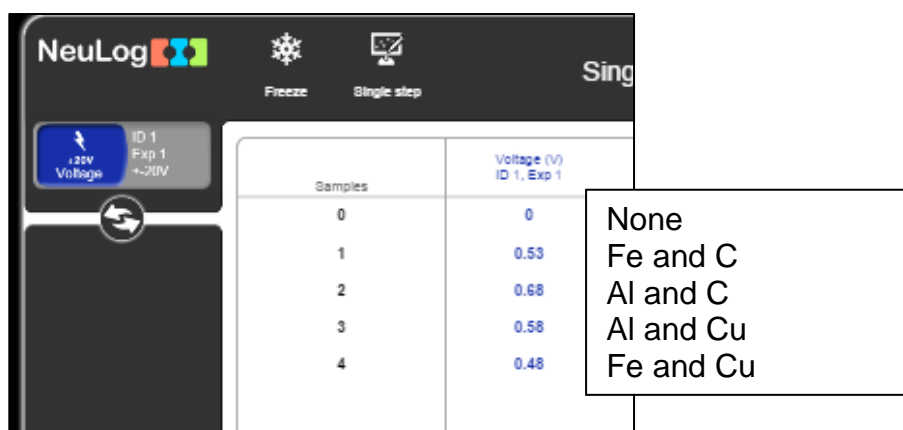 NeuLog
Freeze
Single step
Sing
±20V
Voltage
ID 1
Exp 1
+-20V
Samples
Voltage (V)
ID 1, Exp 1
0 0 None
1 0.53 Fe and C
2 0.68 Al and C
3 0.58 Al and Cu
4 0.48 Fe and Cu